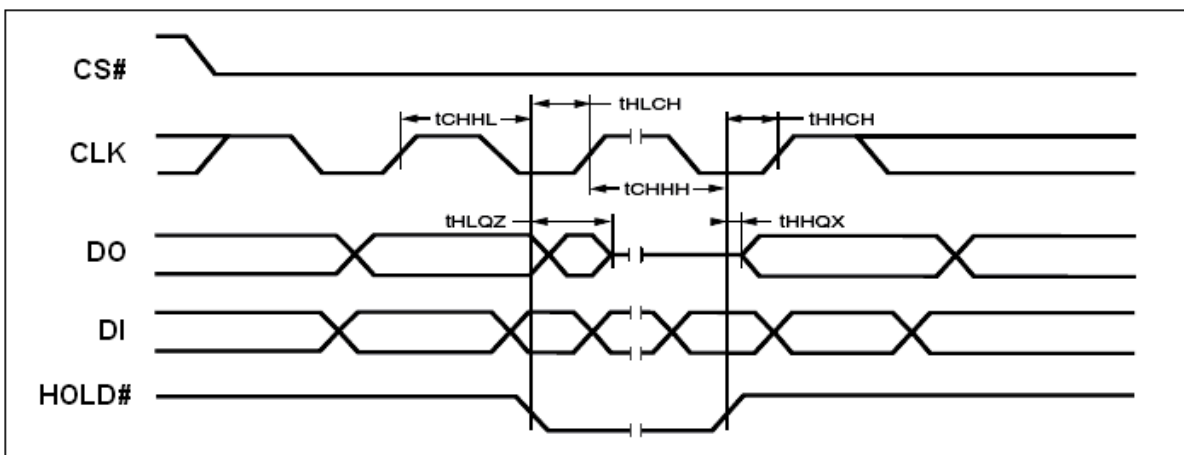 CS#
tHLCH
tCHHL
tHHCH
CLK
tCHHH
tHLQZ
tHHQX
DO
DI
HOLD#